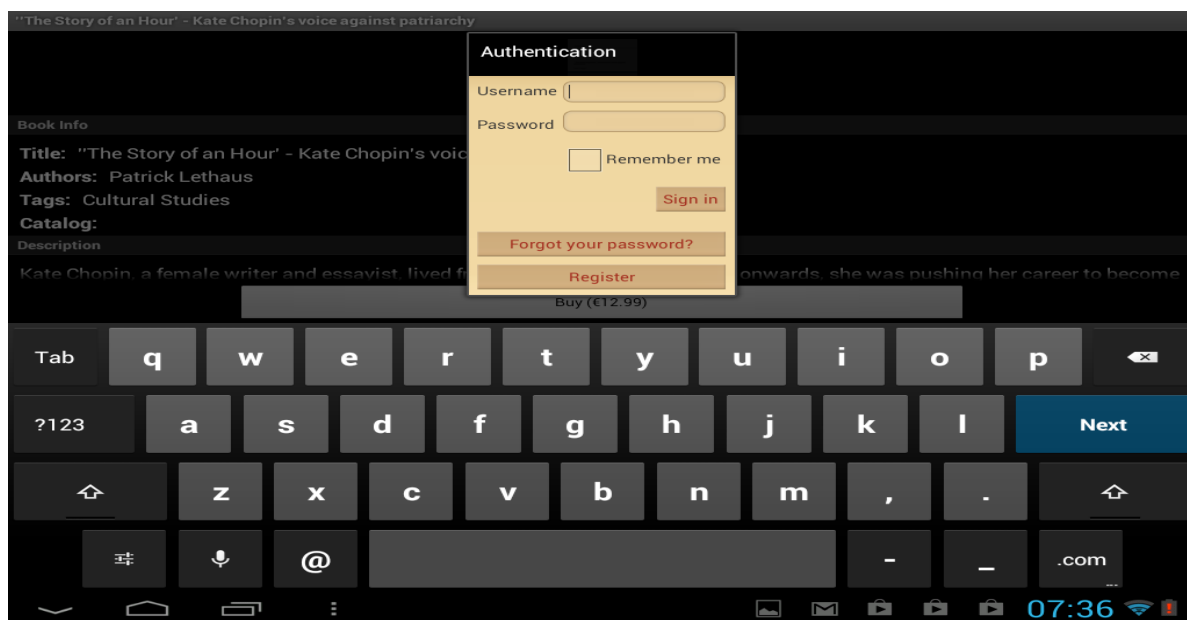 ''The Story of an Hour' - Kate Chopin's voice against patriarchy
Authentication
Username
Password
Remember me
Sign in
Forgot your password?
Register
Book Info
Title: ''The Story of an Hour' - Kate Chopin's voic
Authors: Patrick Lethaus
Tags: Cultural Studies
Catalog:
Description
Kate Chopin, a female writer and essayist, lived fr onwards, she was pushing her career to become
Buy (€12.99)
Tab q w e r t y u i o p
?123 a s d f g h j k l Next
z x c v b n m , .
@ - _ .com
07:36